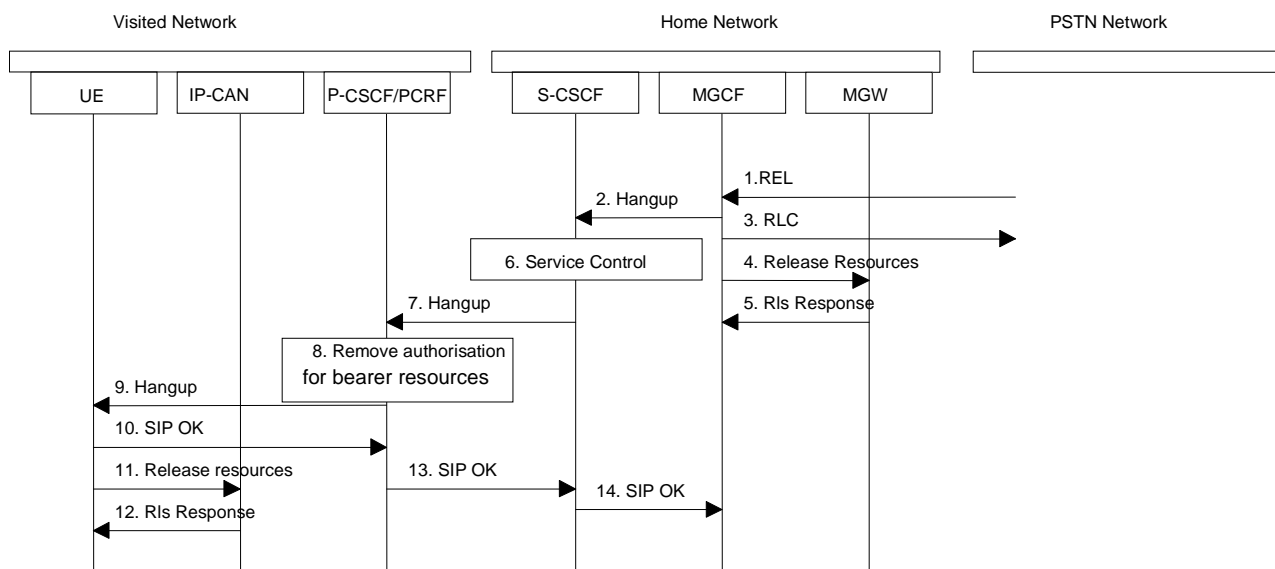 Visited Network
Home Network
PSTN Network
UE
IP-CAN
P-CSCF/PCRF
S-CSCF
MGCF
MGW
1.REL
2. Hangup
3. RLC
6. Service Control
4. Release Resources
7. Hangup
5. Rls Response
8. Remove authorisation
for bearer resources
9. Hangup
10. SIP OK
11. Release resources
13. SIP OK
14. SIP OK
12. Rls Response